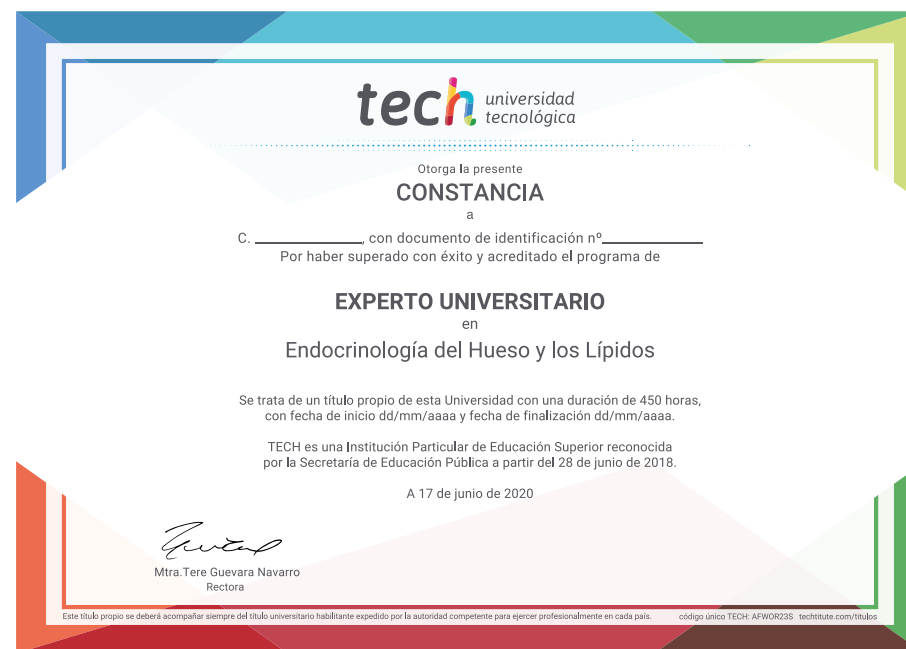 tech universidad
tecnológica
Otorga la presente
CONSTANCIA
a
C. ____________, con documento de identificación nº____________
Por haber superado con éxito y acreditado el programa de
EXPERTO UNIVERSITARIO
en
Endocrinología del Hueso y los Lípidos
Se trata de un título propio de esta Universidad con una duración de 450 horas,
con fecha de inicio dd/mm/aaaa y fecha de finalización dd/mm/aaaa.
TECH es una Institución Particular de Educación Superior reconocida
por la Secretaría de Educación Pública a partir del 28 de junio de 2018.
A 17 de junio de 2020
Mtra.Tere Guevara Navarro
Rectora
Este título propio se deberá acompañar siempre del título universitario habilitante expedido por la autoridad competente para ejercer profesionalmente en cada país. código único TECH: AFWOR23S techtitute.com/titulos